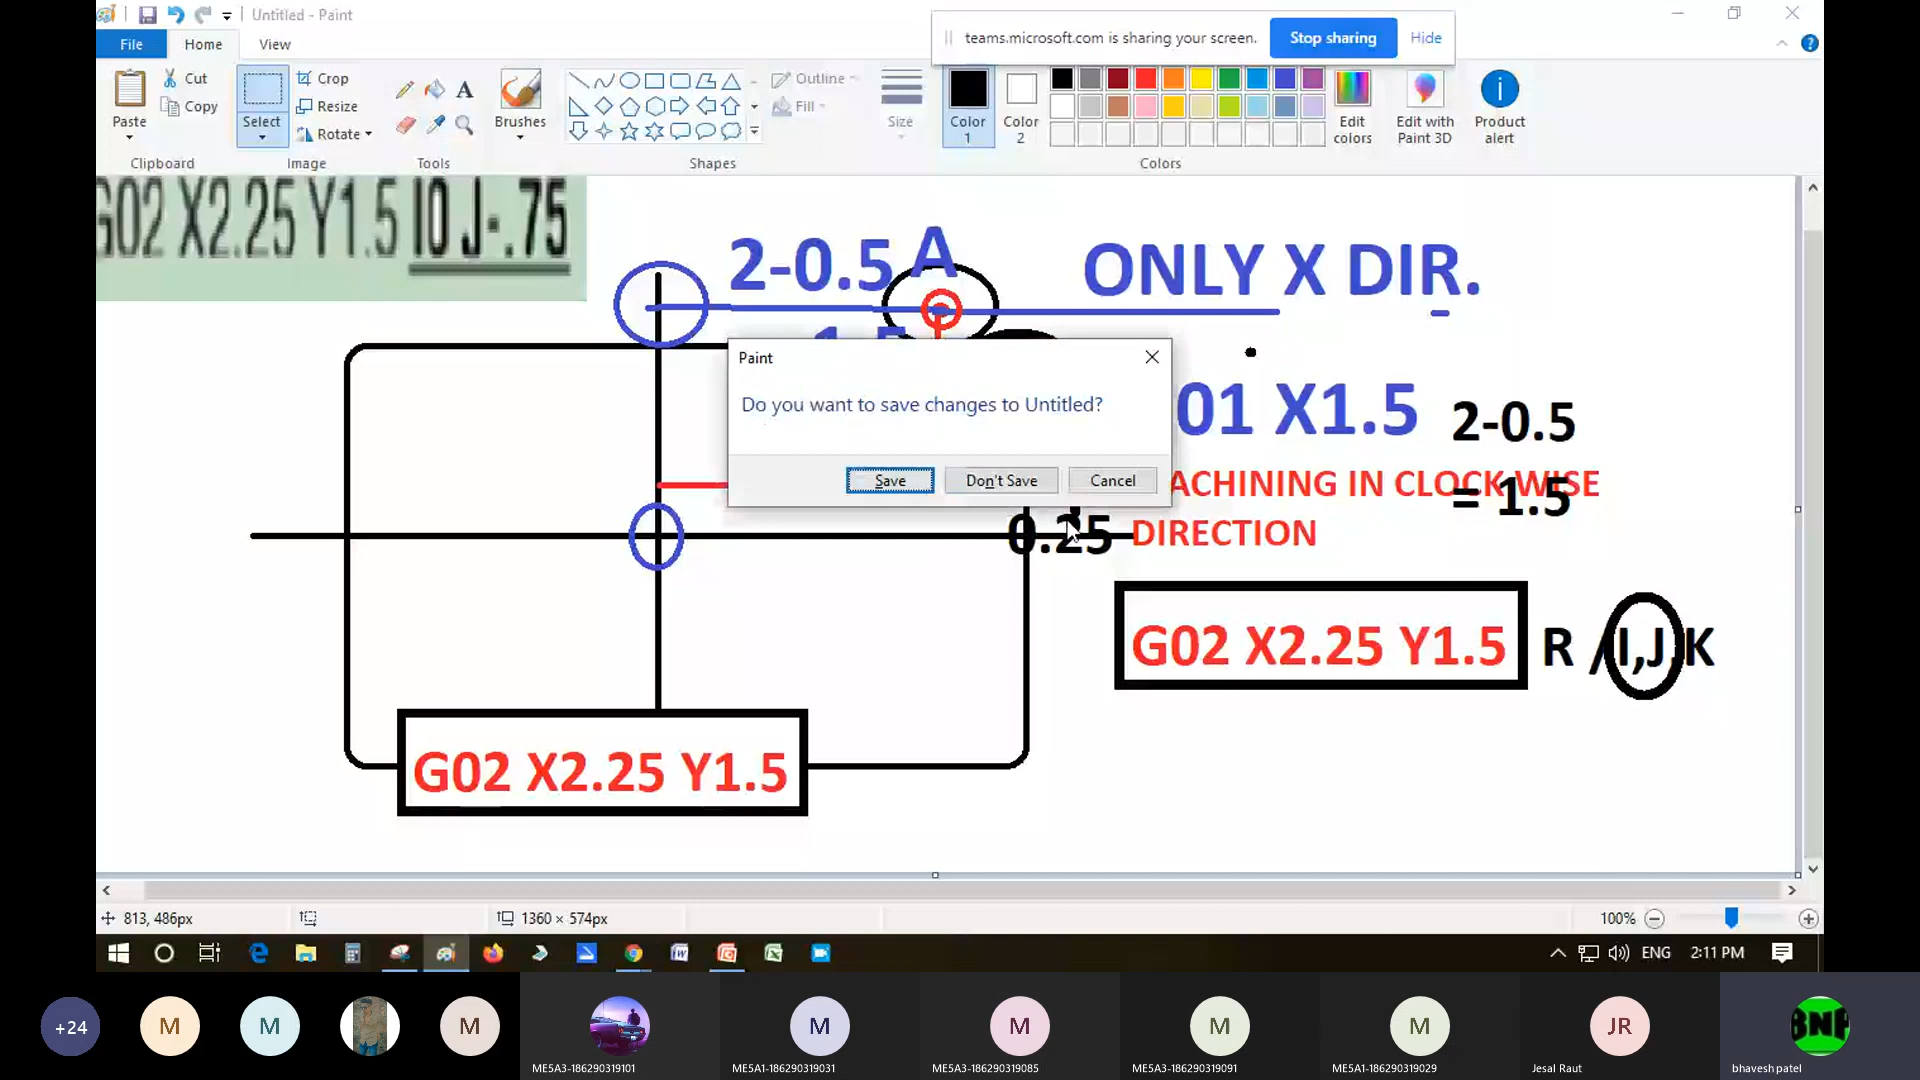 Untitled - Paint
teams.microsoft.com is sharing your screen.
Stop sharing
Hide
File
Home
View
Cut
Copy
Paste
Clipboard
Select
Crop
Resize
Rotate
Image
A
Tools
Brushes
Shapes
Outline
Fill
Size
Color 1
Color 2
Edit colors
Edit with Paint 3D
Product alert
Colors
G02 X2.25 Y1.5 I0 J-.75
2-0.5
A
ONLY X DIR.
Paint
Do you want to save changes to Untitled?
Save
Don't Save
Cancel
01 X1.5
2-0.5
ACHINING IN CLOCK WISE
= 1.5
DIRECTION
0.25
G02 X2.25 Y1.5
R /I,J,K
G02 X2.25 Y1.5
813, 486px
1360 × 574px
100%
ENG
2:11 PM
+24
M
M
M
M
M
M
M
JR
BNP
ME5A3-186290319101
ME5A1-186290319031
ME5A3-186290319085
ME5A3-186290319091
ME5A1-186290319029
Jesal Raut
bhavesh patel